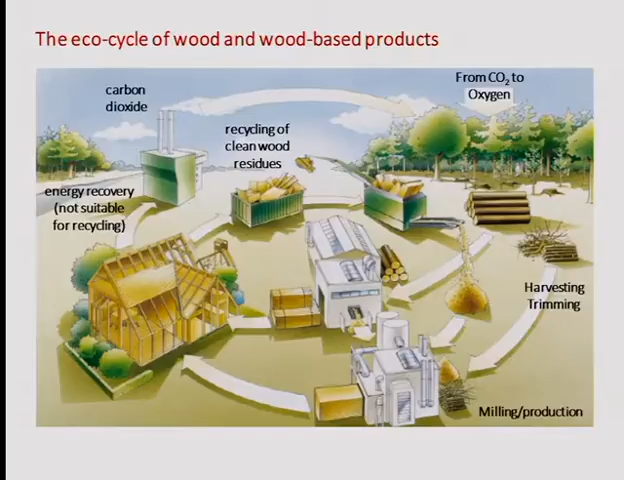 The eco-cycle of wood and wood-based products
carbon
dioxide
From CO₂ to
Oxygen
recycling of
clean wood
residues
energy recovery
(not suitable
for recycling)
Harvesting
Trimming
Milling/production